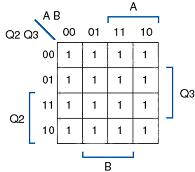 A
A B
Q2 Q3
00 01 11 10
00 1 1 1 1
01 1 1 1 1
Q3
11 1 1 1 1
Q2
10 1 1 1 1
B